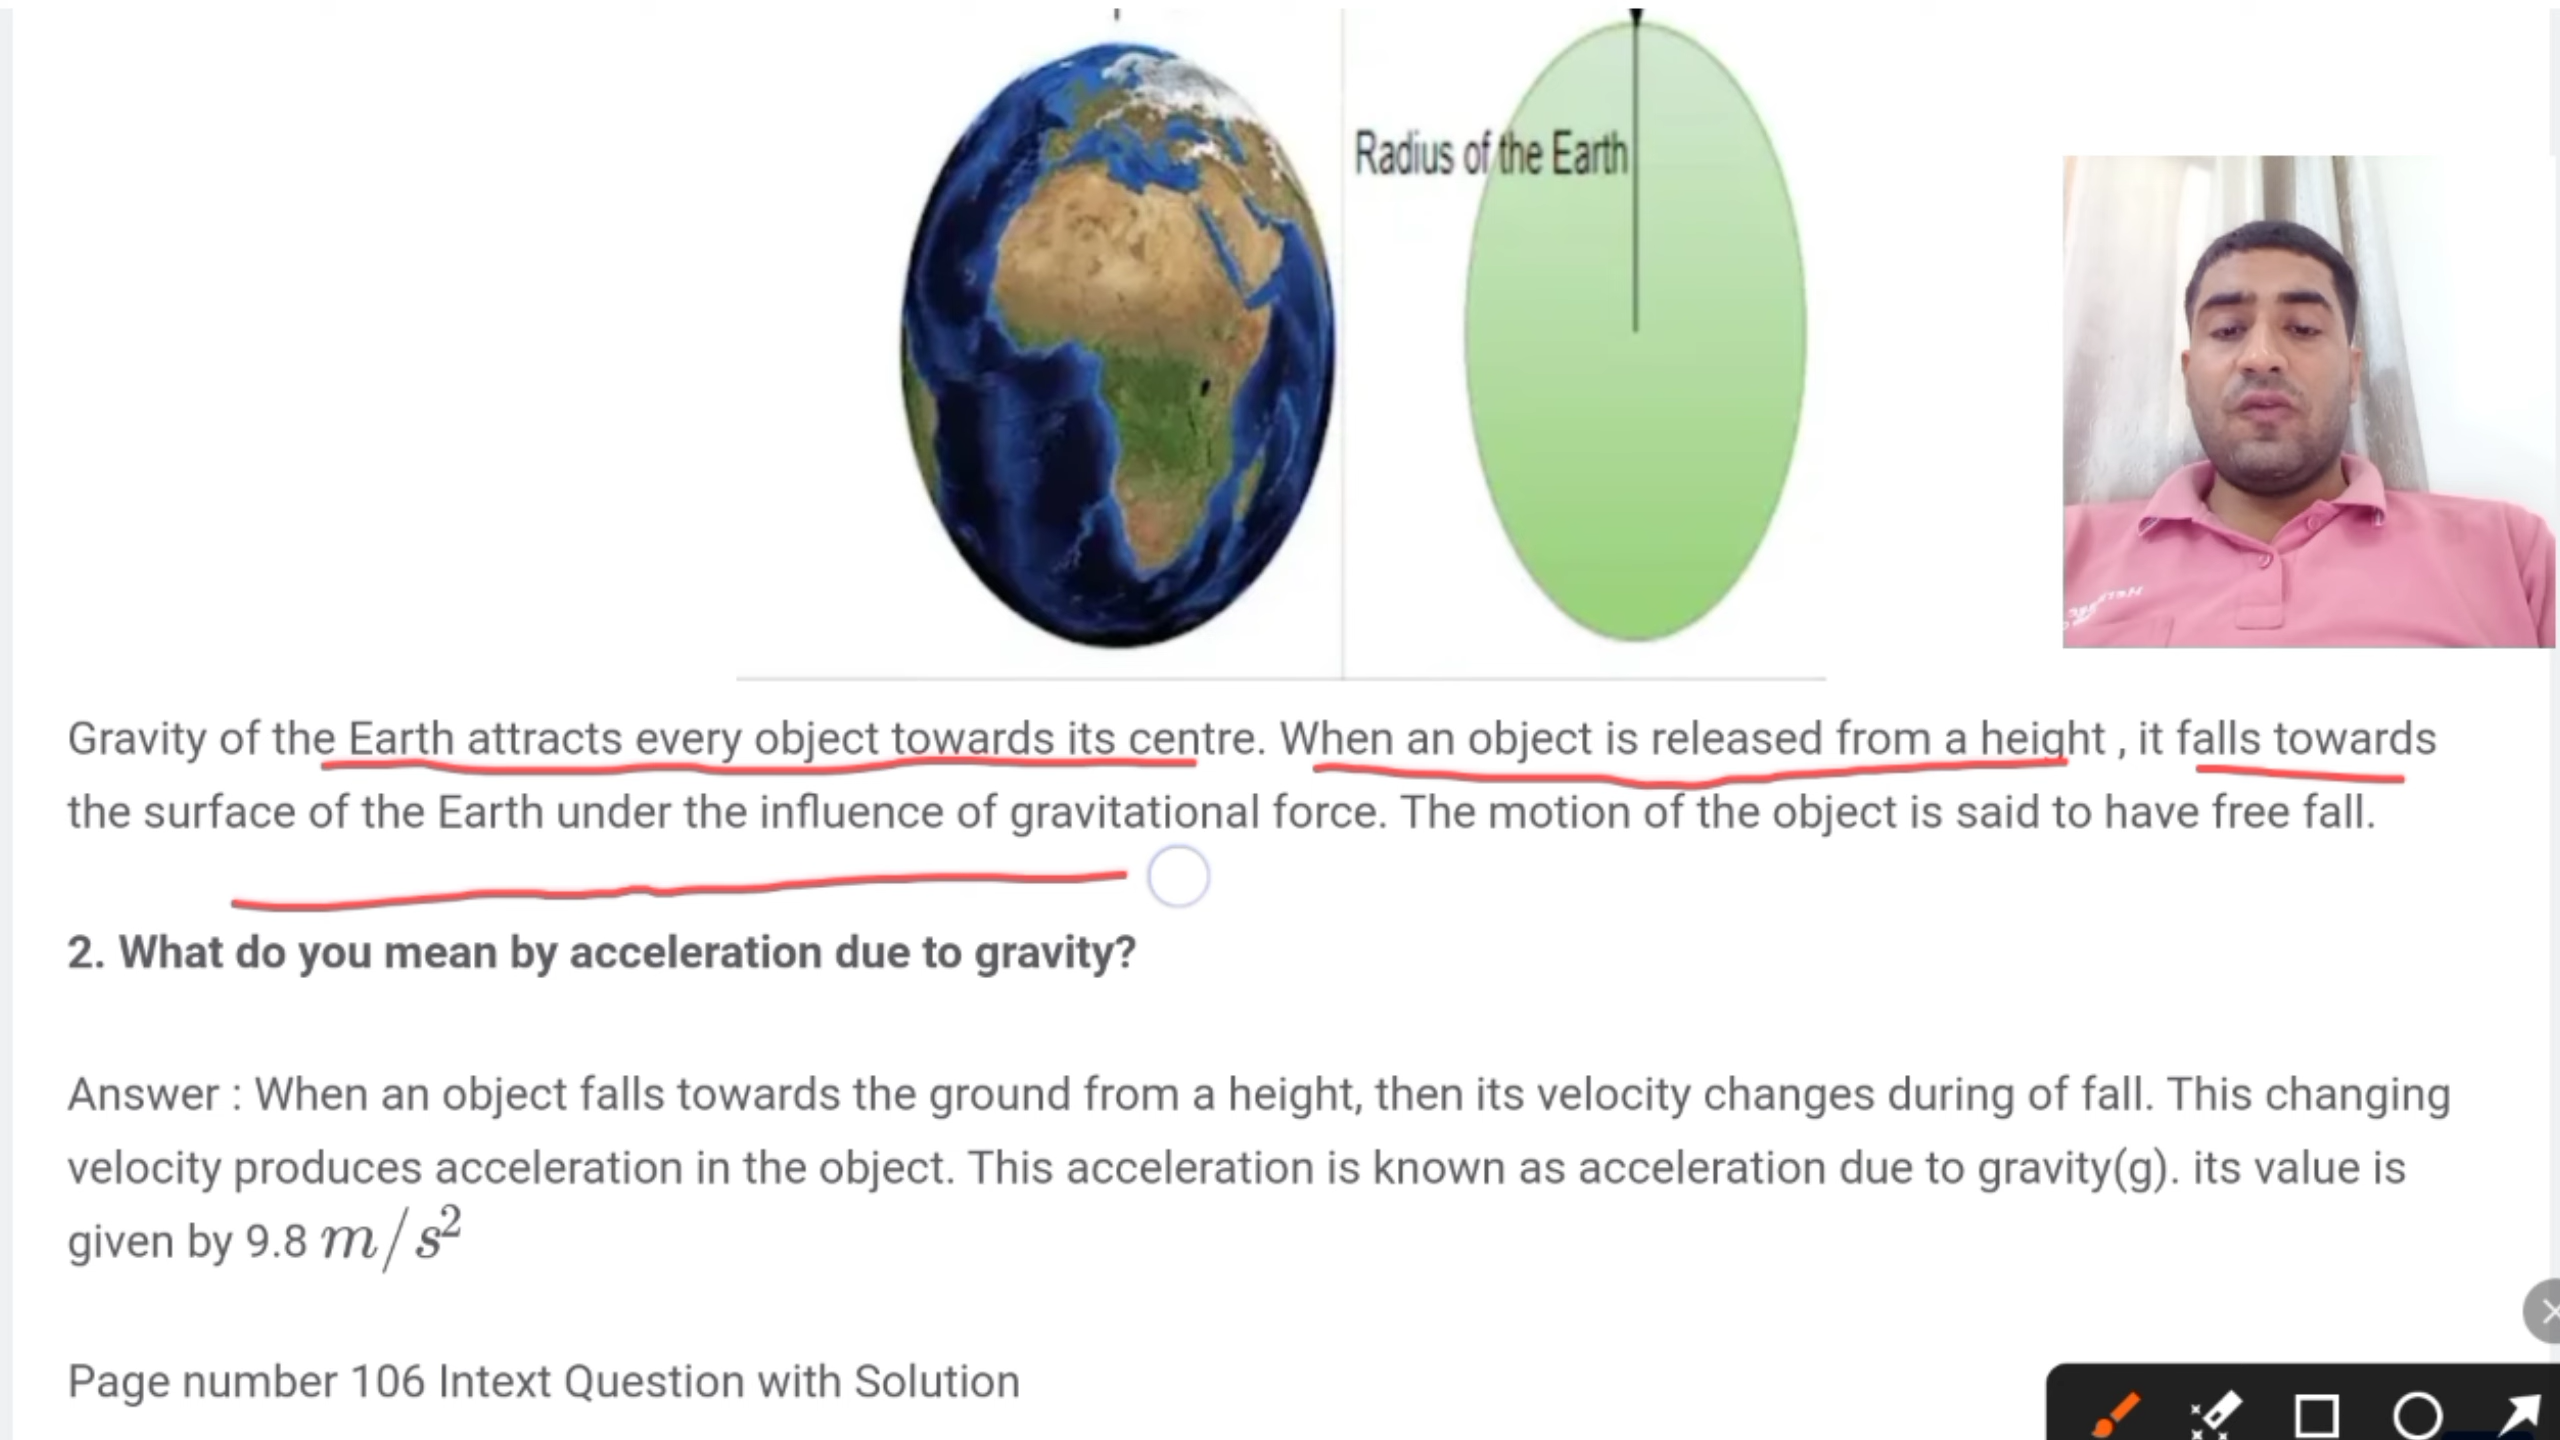 Radius of the Earth
Gravity of the Earth attracts every object towards its centre. When an object is released from a height , it falls towards
the surface of the Earth under the influence of gravitational force. The motion of the object is said to have free fall.
2. What do you mean by acceleration due to gravity?
Answer : When an object falls towards the ground from a height, then its velocity changes during of fall. This changing
velocity produces acceleration in the object. This acceleration is known as acceleration due to gravity(g). its value is
given by 9.8 m/s²
Page number 106 Intext Question with Solution